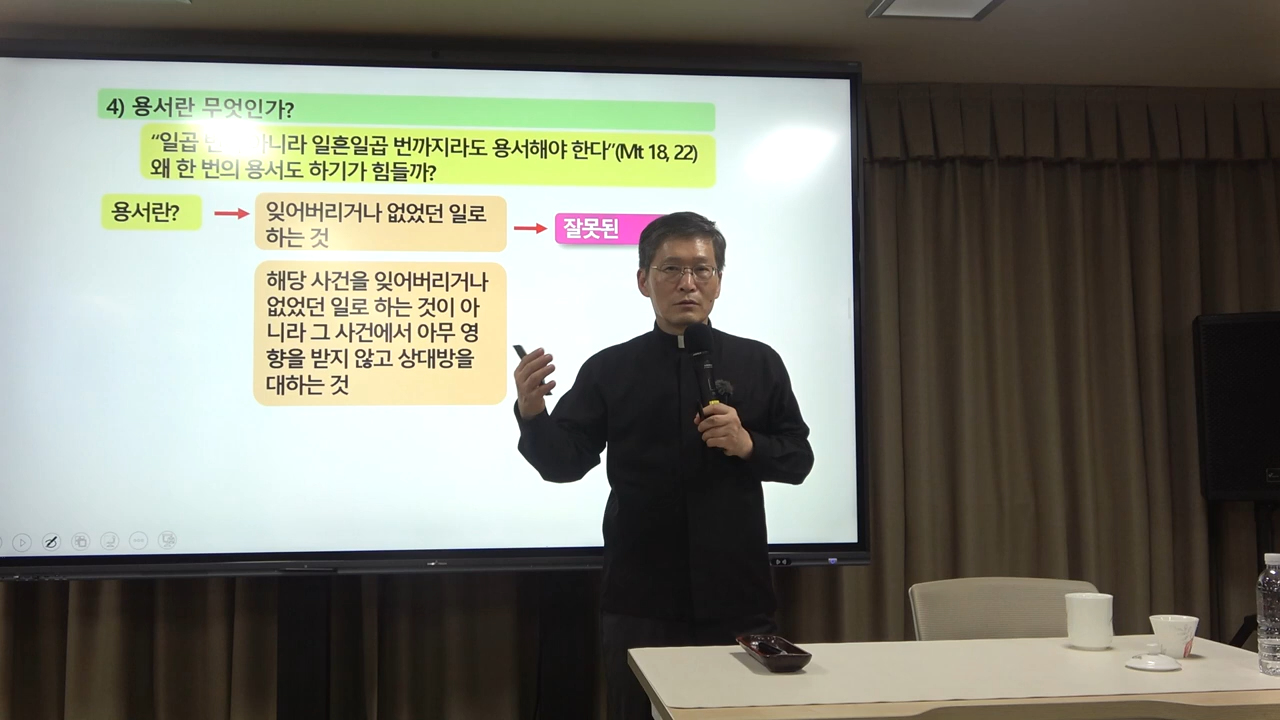 4) 용서란 무엇인가?
“일곱 아니라 일흔일곱 번까지라도 용서해야 한다”(Mt 18, 22)
왜 한 번의 용서도 하기가 힘들까?
용서란?
잊어버리거나 없었던 일로
하는 것
잘못된
해당 사건을 잊어버리거나
없었던 일로 하는 것이 아
니라 그 사건에서 아무 영
향을 받지 않고 상대방을
대하는 것